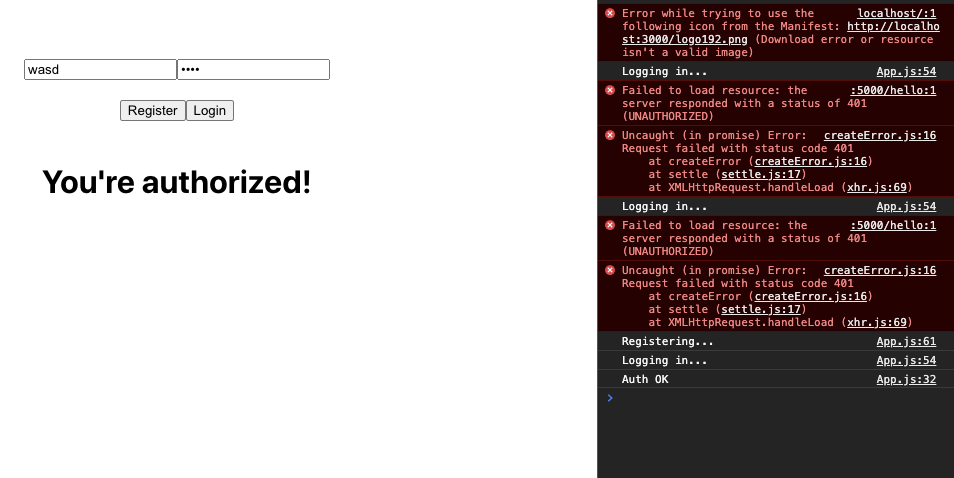 wasd
••••
Register
Login
You're authorized!
Error while trying to use the localhost/:1
following icon from the Manifest: http://localho
st:3000/logo192.png (Download error or resource
isn't a valid image)
Logging in... App.js:54
Failed to load resource: the :5000/hello:1
server responded with a status of 401
(UNAUTHORIZED)
Uncaught (in promise) Error: createError.js:16
Request failed with status code 401
at createError (createError.js:16)
at settle (settle.js:17)
at XMLHttpRequest.handleLoad (xhr.js:69)
Logging in... App.js:54
Failed to load resource: the :5000/hello:1
server responded with a status of 401
(UNAUTHORIZED)
Uncaught (in promise) Error: createError.js:16
Request failed with status code 401
at createError (createError.js:16)
at settle (settle.js:17)
at XMLHttpRequest.handleLoad (xhr.js:69)
Registering... App.js:61
Logging in... App.js:54
Auth OK App.js:32